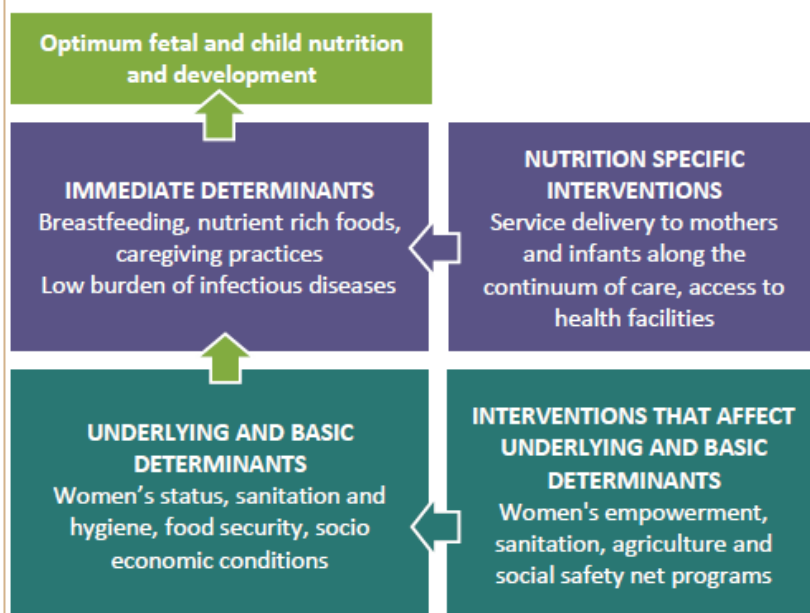 Optimum fetal and child nutrition
and development
IMMEDIATE DETERMINANTS
Breastfeeding, nutrient rich foods,
caregiving practices
Low burden of infectious diseases
NUTRITION SPECIFIC
INTERVENTIONS
Service delivery to mothers
and infants along the
continuum of care, access to
health facilities
UNDERLYING AND BASIC
DETERMINANTS
Women’s status, sanitation and
hygiene, food security, socio
economic conditions
INTERVENTIONS THAT AFFECT
UNDERLYING AND BASIC
DETERMINANTS
Women's empowerment,
sanitation, agriculture and
social safety net programs